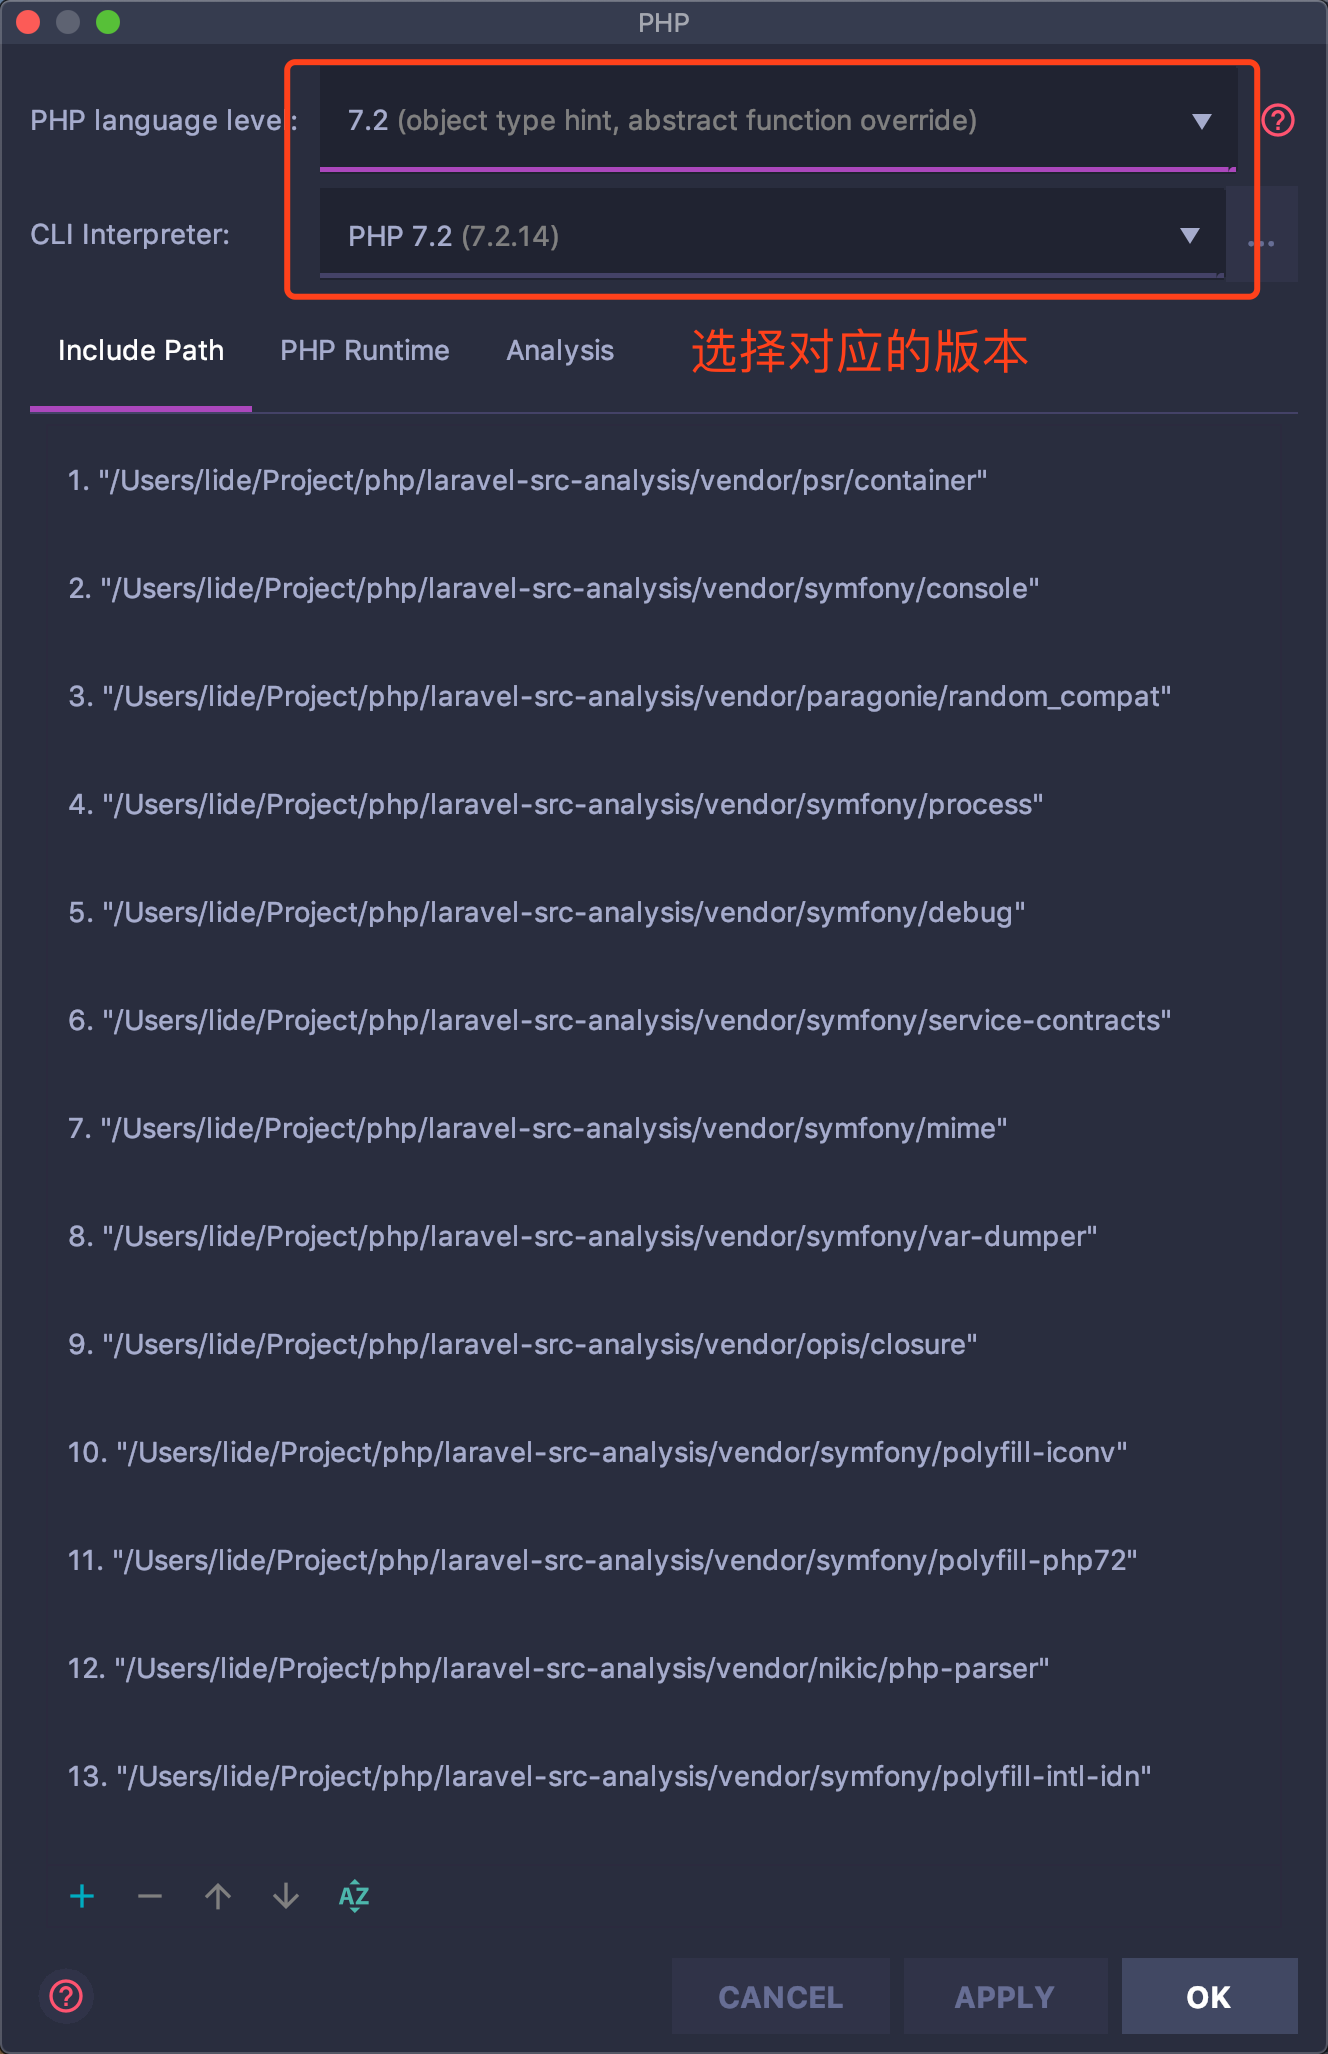 PHP
PHP language level:
7.2 (object type hint, abstract function override)
CLI Interpreter:
PHP 7.2 (7.2.14)
...
Include Path
PHP Runtime
Analysis
选择对应的版本
1. "/Users/lide/Project/php/laravel-src-analysis/vendor/psr/container"
2. "/Users/lide/Project/php/laravel-src-analysis/vendor/symfony/console"
3. "/Users/lide/Project/php/laravel-src-analysis/vendor/paragonie/random_compat"
4. "/Users/lide/Project/php/laravel-src-analysis/vendor/symfony/process"
5. "/Users/lide/Project/php/laravel-src-analysis/vendor/symfony/debug"
6. "/Users/lide/Project/php/laravel-src-analysis/vendor/symfony/service-contracts"
7. "/Users/lide/Project/php/laravel-src-analysis/vendor/symfony/mime"
8. "/Users/lide/Project/php/laravel-src-analysis/vendor/symfony/var-dumper"
9. "/Users/lide/Project/php/laravel-src-analysis/vendor/opis/closure"
10. "/Users/lide/Project/php/laravel-src-analysis/vendor/symfony/polyfill-iconv"
11. "/Users/lide/Project/php/laravel-src-analysis/vendor/symfony/polyfill-php72"
12. "/Users/lide/Project/php/laravel-src-analysis/vendor/nikic/php-parser"
13. "/Users/lide/Project/php/laravel-src-analysis/vendor/symfony/polyfill-intl-idn"
AZ
CANCEL
APPLY
OK